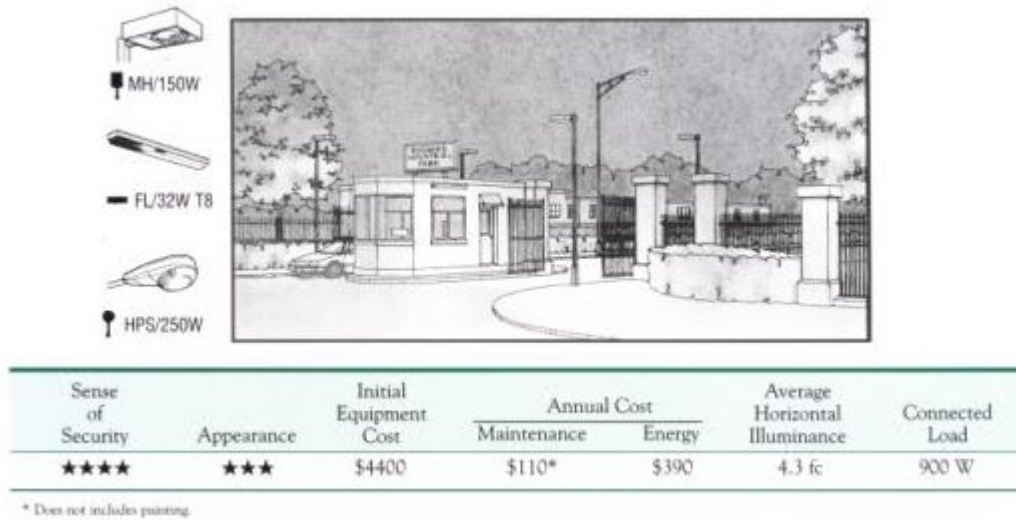 MH/150W
FL/32W T8
HPS/250W
Sense of Security
Appearance
Initial Equipment Cost
Annual Cost
Maintenance
Energy
Average Horizontal Illuminance
Connected Load
★★★★ ★★★ $4400 $110* $390 4.3 fc 900 W
* Does not includes painting.